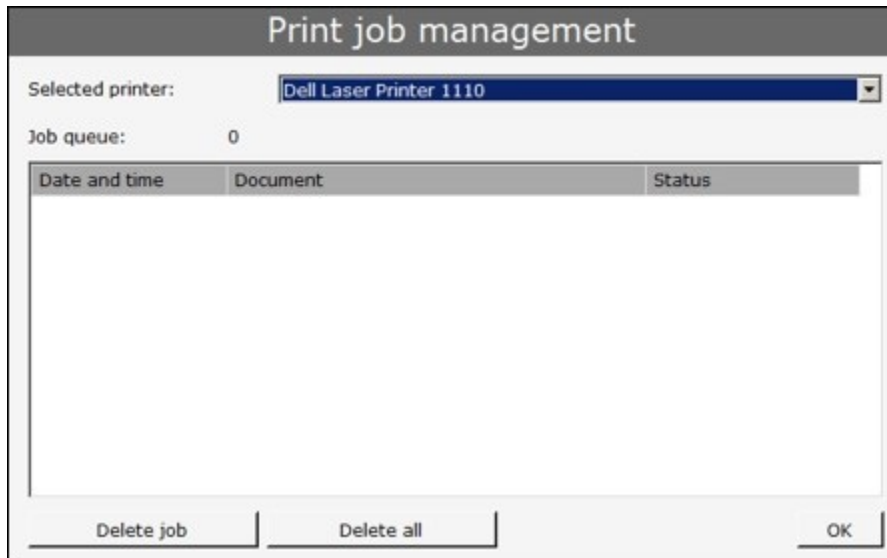 Print job management
Selected printer: Dell Laser Printer 1110
Job queue: 0
Date and time Document Status
Delete job Delete all OK